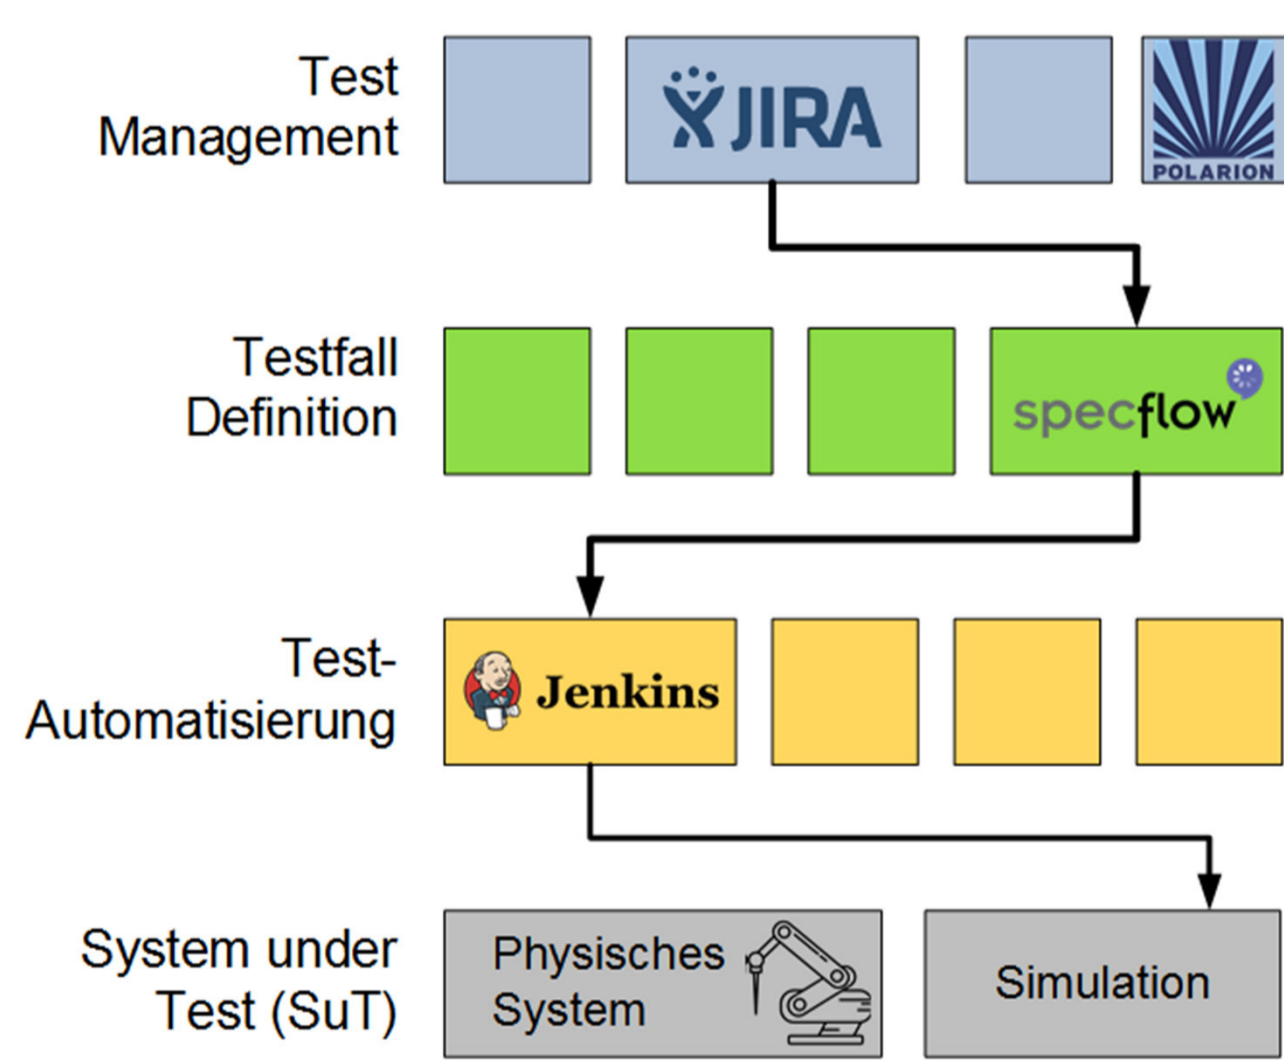 Test
Management
JIRA
POLARION
Testfall
Definition
specflow
Test-
Automatisierung
Jenkins
System under
Test (SuT)
Physisches
System
Simulation